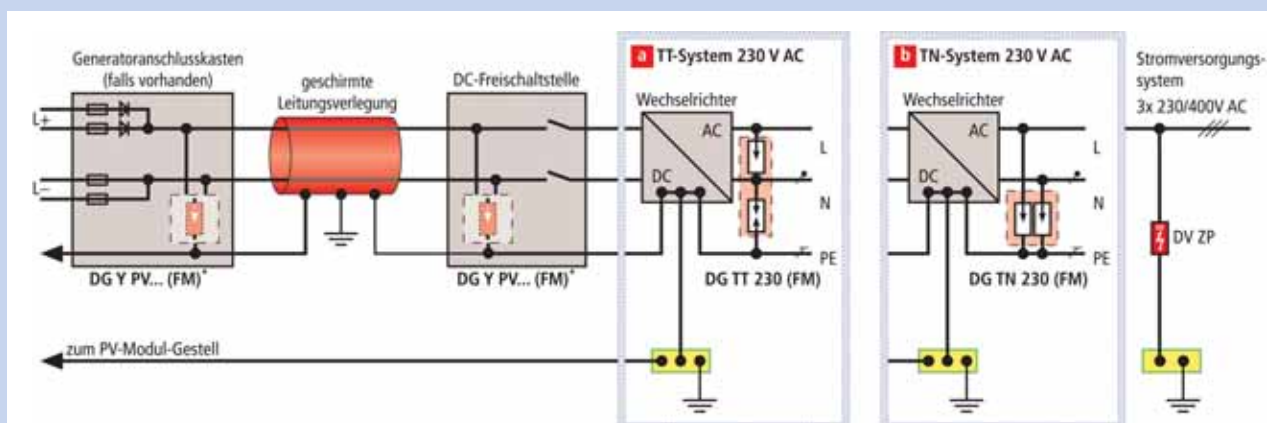 Generatoranschlusskasten
(falls vorhanden)
geschirmte
Leitungsverlegung
DC-Freischaltstelle
a TT-System 230 V AC
b TN-System 230 V AC
Stromversorgungs-
system
3x 230/400V AC
Wechselrichter
Wechselrichter
L+
L–
AC
DC
L
N
PE
AC
DC
L
N
PE
DV ZP
DG Y PV... (FM)*
DG Y PV... (FM)*
DG TT 230 (FM)
DG TN 230 (FM)
zum PV-Modul-Gestell